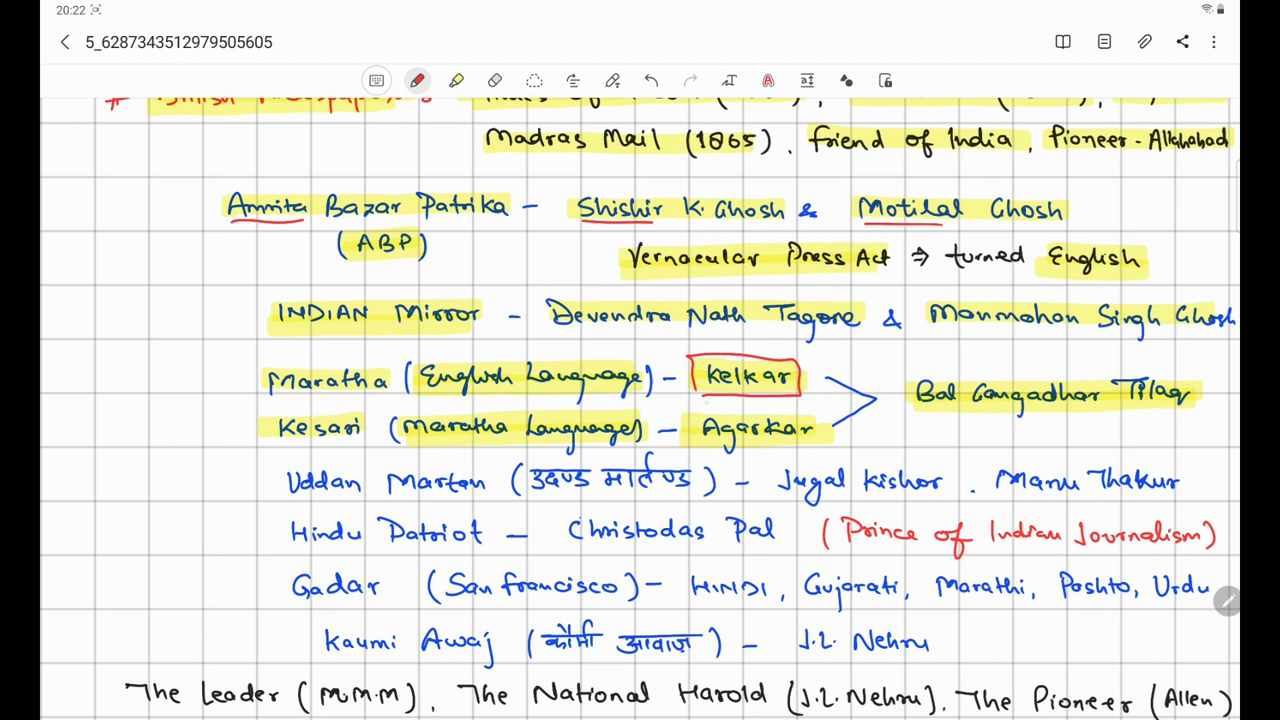 20:22
5_6287343512979505605
Madras Mail (1865), Friend of India, Pioneer - Allahabad
Amrita Bazar Patrika - Shishir K. Ghosh & Motilal Ghosh
(ABP)
Vernacular Press Act ⇒ turned English
INDIAN Mirror - Devendra Nath Tagore & Manmohan Singh Ghosh
Maratha (English Language) - Kelkar
Bal Gangadhar Tilaq
Kesari (Maratha Language) - Agarkar
Uddan Martan (उदण्ड मार्तण्ड) - Jugal Kishor. Manu Thakur
Hindu Patriot - Christodas Pal (Prince of Indian Journalism)
Gadar (San Francisco) - HINDI, Gujarati, Marathi, Poshto, Urdu
Kaumi Awaj (कौमी आवाज) - J.L. Nehru
The Leader (M.M.M), The National Harold (J.L. Nehru), The Pioneer (Allen)